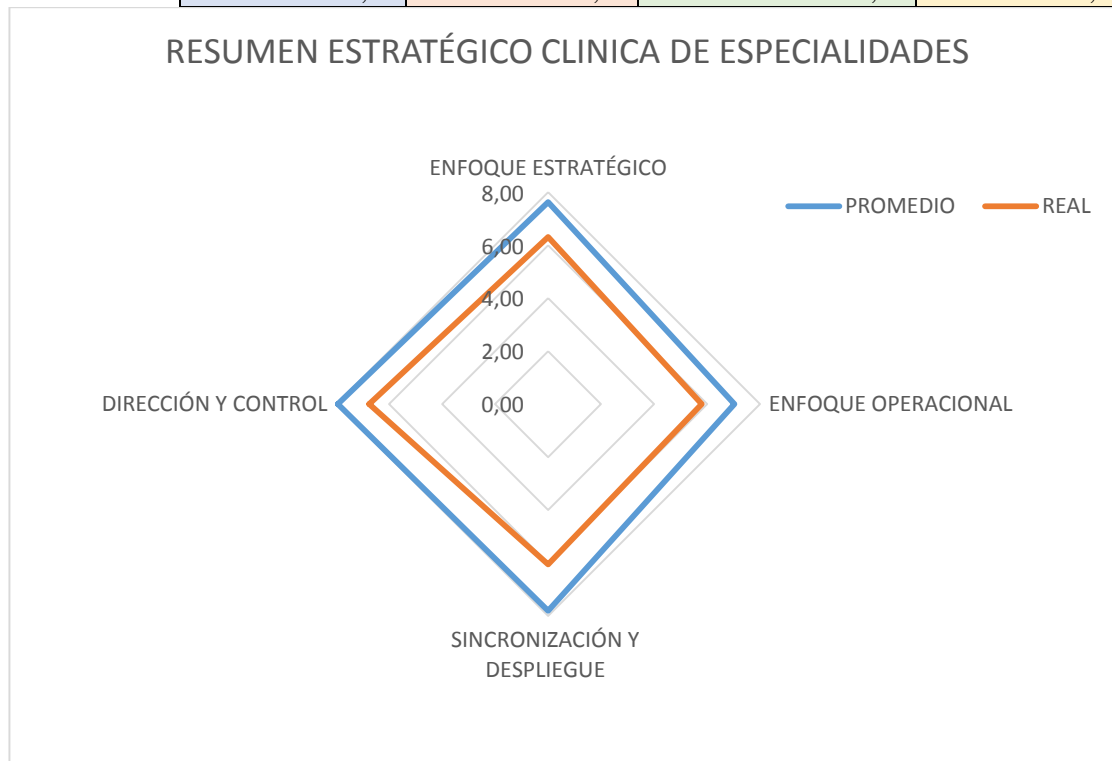 RESUMEN ESTRATÉGICO CLINICA DE ESPECIALIDADES
ENFOQUE ESTRATÉGICO
8,00
PROMEDIO
REAL
6,00
4,00
2,00
DIRECCIÓN Y CONTROL
0,00
ENFOQUE OPERACIONAL
SINCRONIZACIÓN Y
DESPLIEGUE